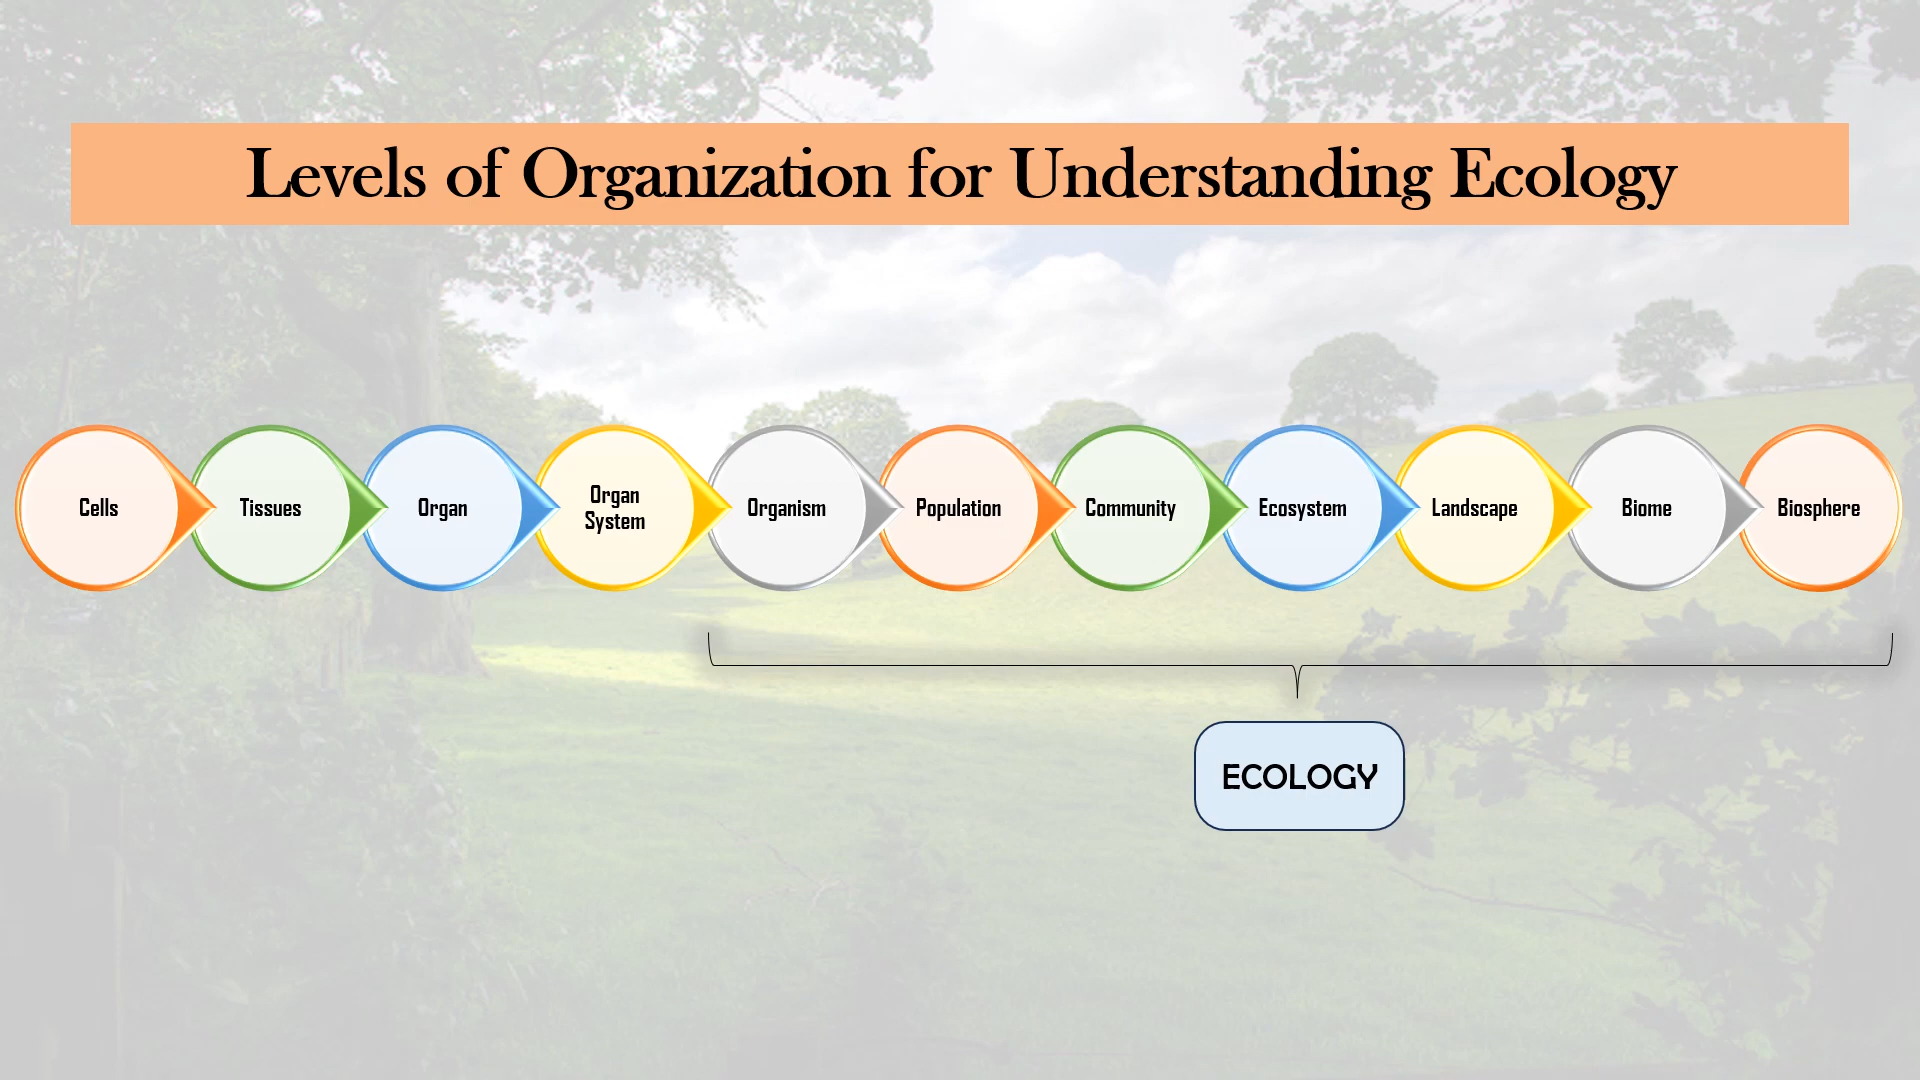 Levels of Organization for Understanding Ecology
Cells
Tissues
Organ
Organ
System
Organism
Population
Community
Ecosystem
Landscape
Biome
Biosphere
ECOLOGY